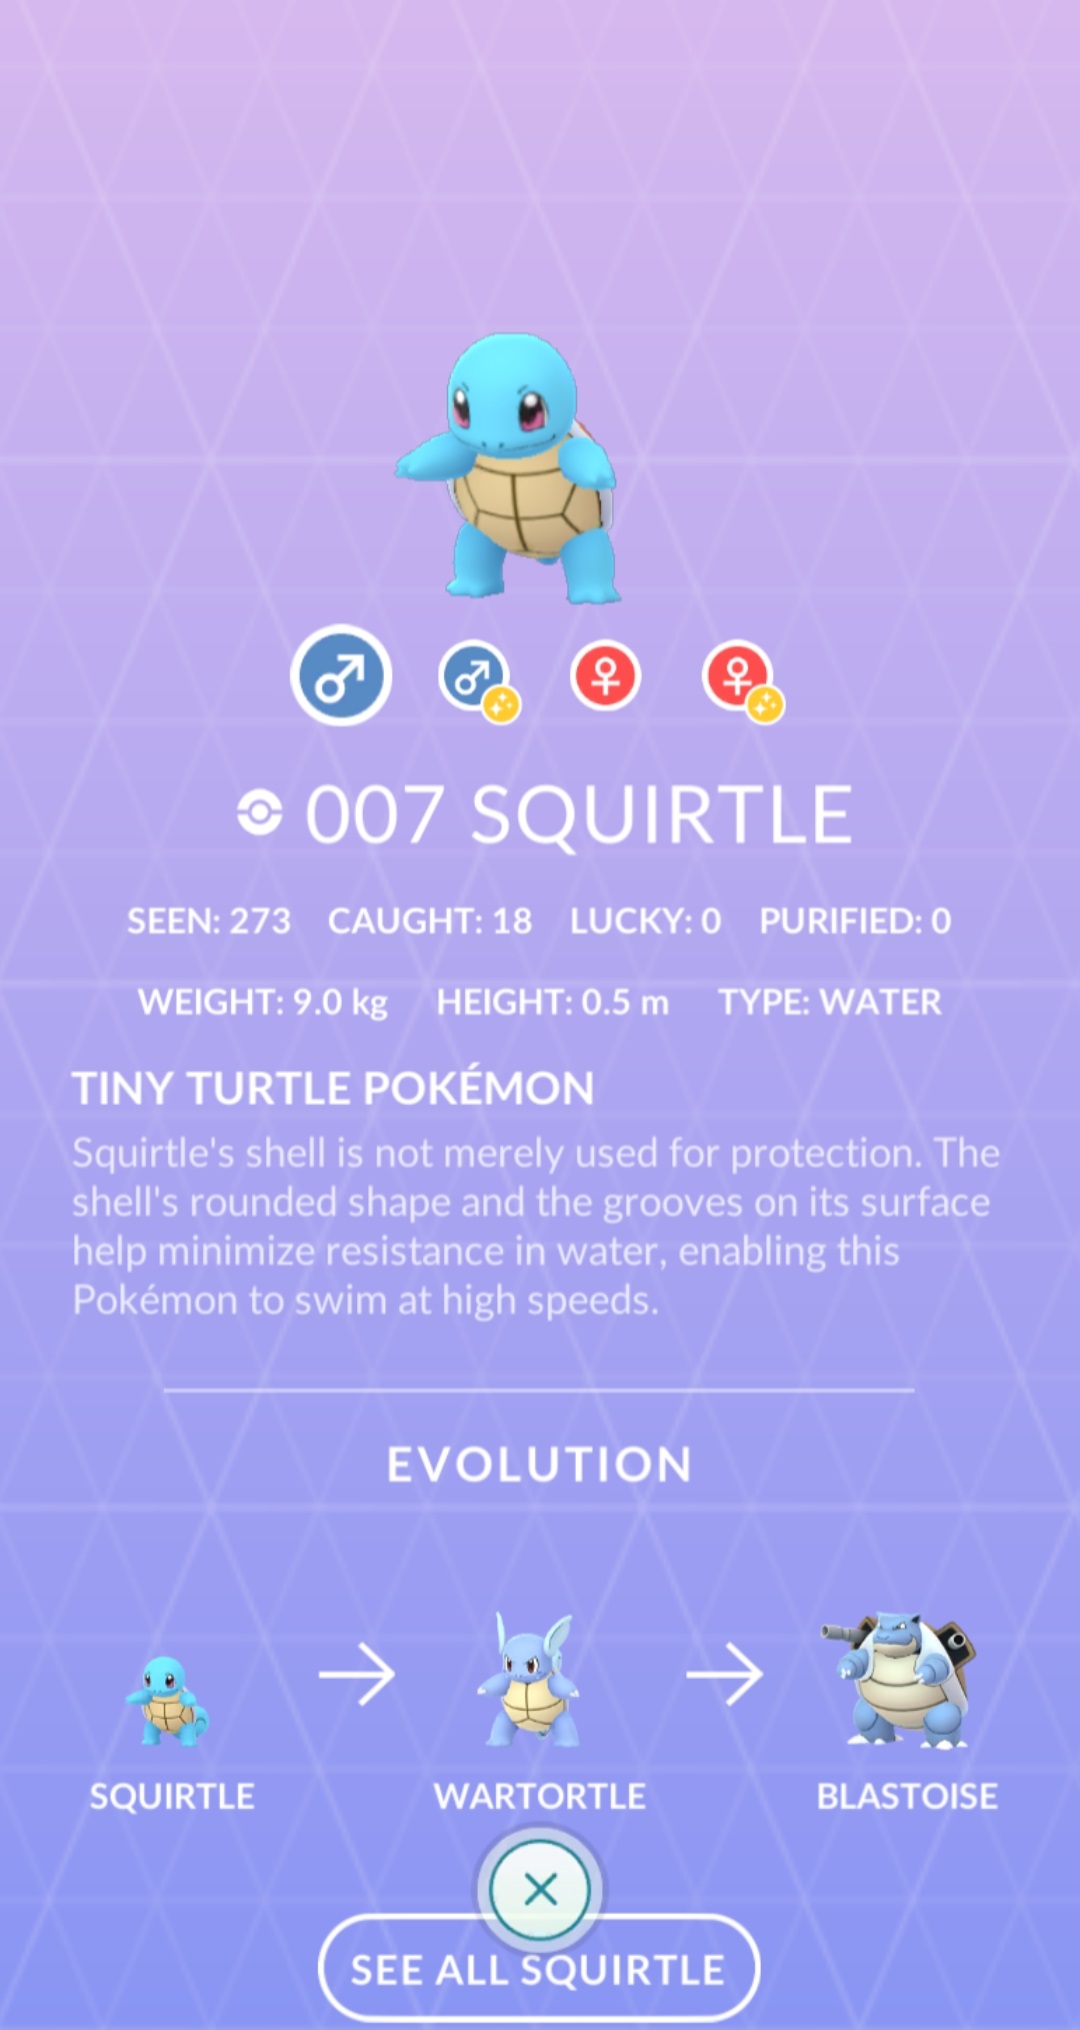 007 SQUIRTLE
SEEN: 273 CAUGHT: 18 LUCKY: 0 PURIFIED: 0
WEIGHT: 9.0 kg HEIGHT: 0.5 m TYPE: WATER
TINY TURTLE POKÉMON
Squirtle's shell is not merely used for protection. The
shell's rounded shape and the grooves on its surface
help minimize resistance in water, enabling this
Pokémon to swim at high speeds.
EVOLUTION
SQUIRTLE WARTORTLE BLASTOISE
SEE ALL SQUIRTLE